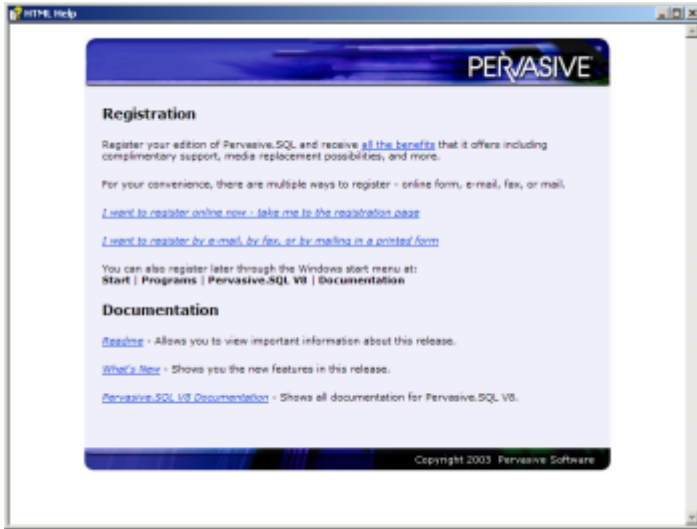 HTML Help
PERVASIVE
Registration
Register your edition of Pervasive.SQL and receive all the benefits that it offers including
complimentary support, media replacement possibilities, and more.
For your convenience, there are multiple ways to register - online form, e-mail, fax, or mail.
I want to register online now - take me to the registration page
I want to register by e-mail, by fax, or by mailing in a printed form
You can also register later through the Windows start menu at:
Start | Programs | Pervasive.SQL V8 | Documentation
Documentation
Readme - Allows you to view important information about this release.
What's New - Shows you the new features in this release.
Pervasive.SQL V8 Documentation - Shows all documentation for Pervasive.SQL V8.
Copyright 2003 Pervasive Software